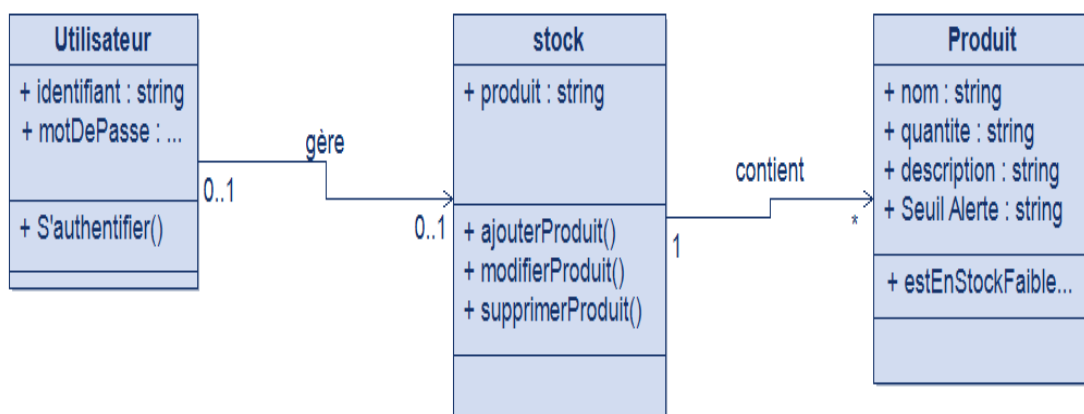 Utilisateur
+ identifiant : string
+ motDePasse : ...
+ S'authentifier()
gère
0..1
0..1
stock
+ produit : string
+ ajouterProduit()
+ modifierProduit()
+ supprimerProduit()
contient
1
*
Produit
+ nom : string
+ quantite : string
+ description : string
+ Seuil Alerte : string
+ estEnStockFaible...